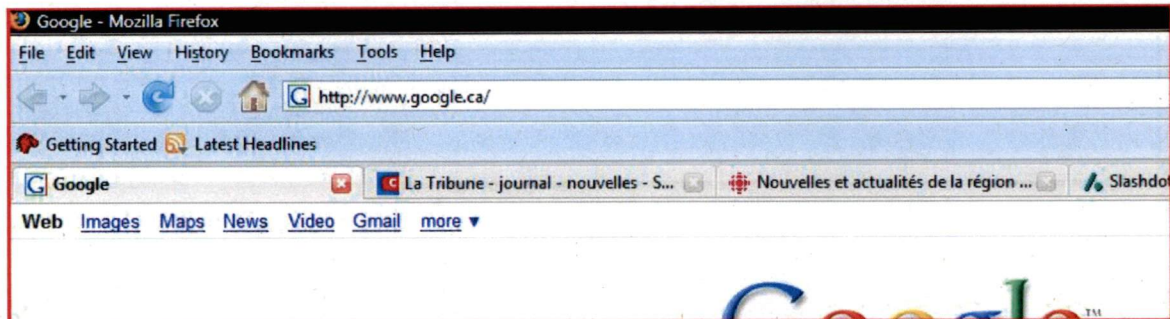 Google - Mozilla Firefox
File Edit View History Bookmarks Tools Help
http://www.google.ca/
Getting Started Latest Headlines
Google La Tribune - journal - nouvelles - S... Nouvelles et actualités de la région ... Slashdot
Web Images Maps News Video Gmail more ▼
Google™